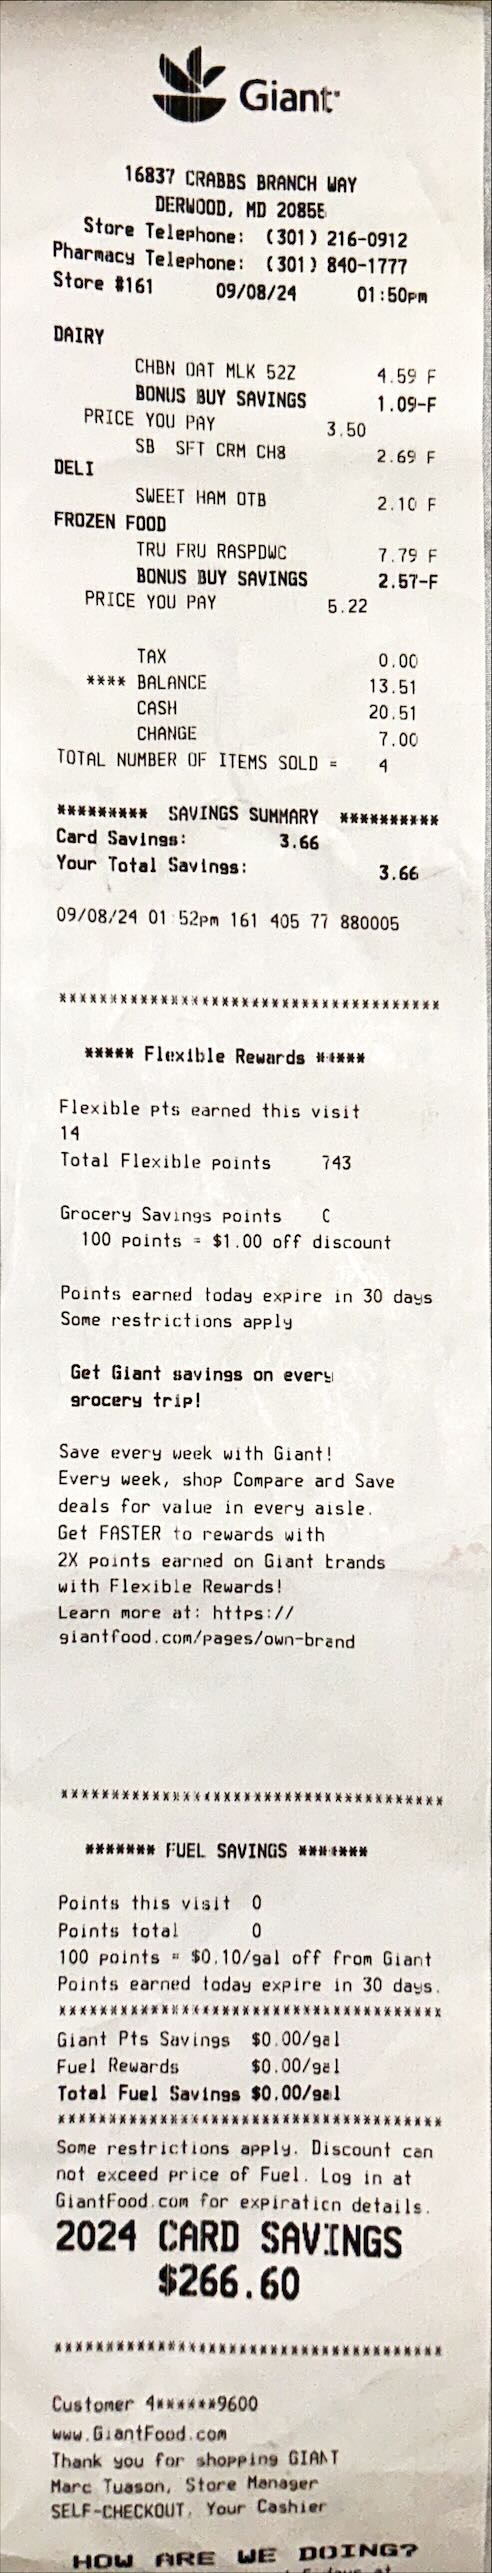 Giant
16837 CRABBS BRANCH WAY
DERWOOD, MD 20855
Store Telephone: (301) 216-0912
Pharmacy Telephone: (301) 840-1777
Store #161 09/08/24 01:50pm
DAIRY
CHBN OAT MLK 52Z 4.59 F
BONUS BUY SAVINGS 1.09-F
PRICE YOU PAY 3.50
SB SFT CRM CH8 2.69 F
DELI
SWEET HAM OTB 2.10 F
FROZEN FOOD
TRU FRU RASPDWC 7.79 F
BONUS BUY SAVINGS 2.57-F
PRICE YOU PAY 5.22
TAX 0.00
**** BALANCE 13.51
CASH 20.51
CHANGE 7.00
TOTAL NUMBER OF ITEMS SOLD = 4
********* SAVINGS SUMMARY **********
Card Savings: 3.66
Your Total Savings: 3.66
09/08/24 01:52pm 161 405 77 880005
**************************************
***** Flexible Rewards *****
Flexible pts earned this visit
14
Total Flexible points 743
Grocery Savings points
100 points = $1.00 off discount
Points earned today expire in 30 days
Some restrictions apply
Get Giant savings on every
grocery trip!
Save every week with Giant!
Every week, shop Compare and Save
deals for value in every aisle.
Get FASTER to rewards with
2X points earned on Giant brands
with Flexible Rewards!
Learn more at: https://
giantfood.com/pages/own-brand
**************************************
******* FUEL SAVINGS *******
Points this visit 0
Points total 0
100 points = $0.10/gal off from Giant
Points earned today expire in 30 days.
**************************************
Giant Pts Savings $0.00/gal
Fuel Rewards $0.00/gal
Total Fuel Savings $0.00/gal
**************************************
Some restrictions apply. Discount can
not exceed price of Fuel. Log in at
GiantFood.com for expiration details.
2024 CARD SAVINGS
$266.60
**************************************
Customer 4******9600
www.GiantFood.com
Thank you for shopping GIANT
Marc Tuason, Store Manager
SELF-CHECKOUT, Your Cashier
HOW ARE WE DOING?